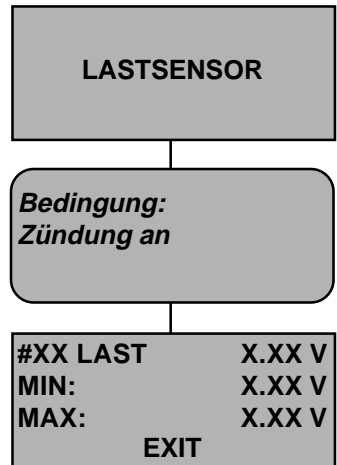 LASTSENSOR
Bedingung:
Zündung an
#XX LAST X.XX V
MIN: X.XX V
MAX: X.XX V
EXIT